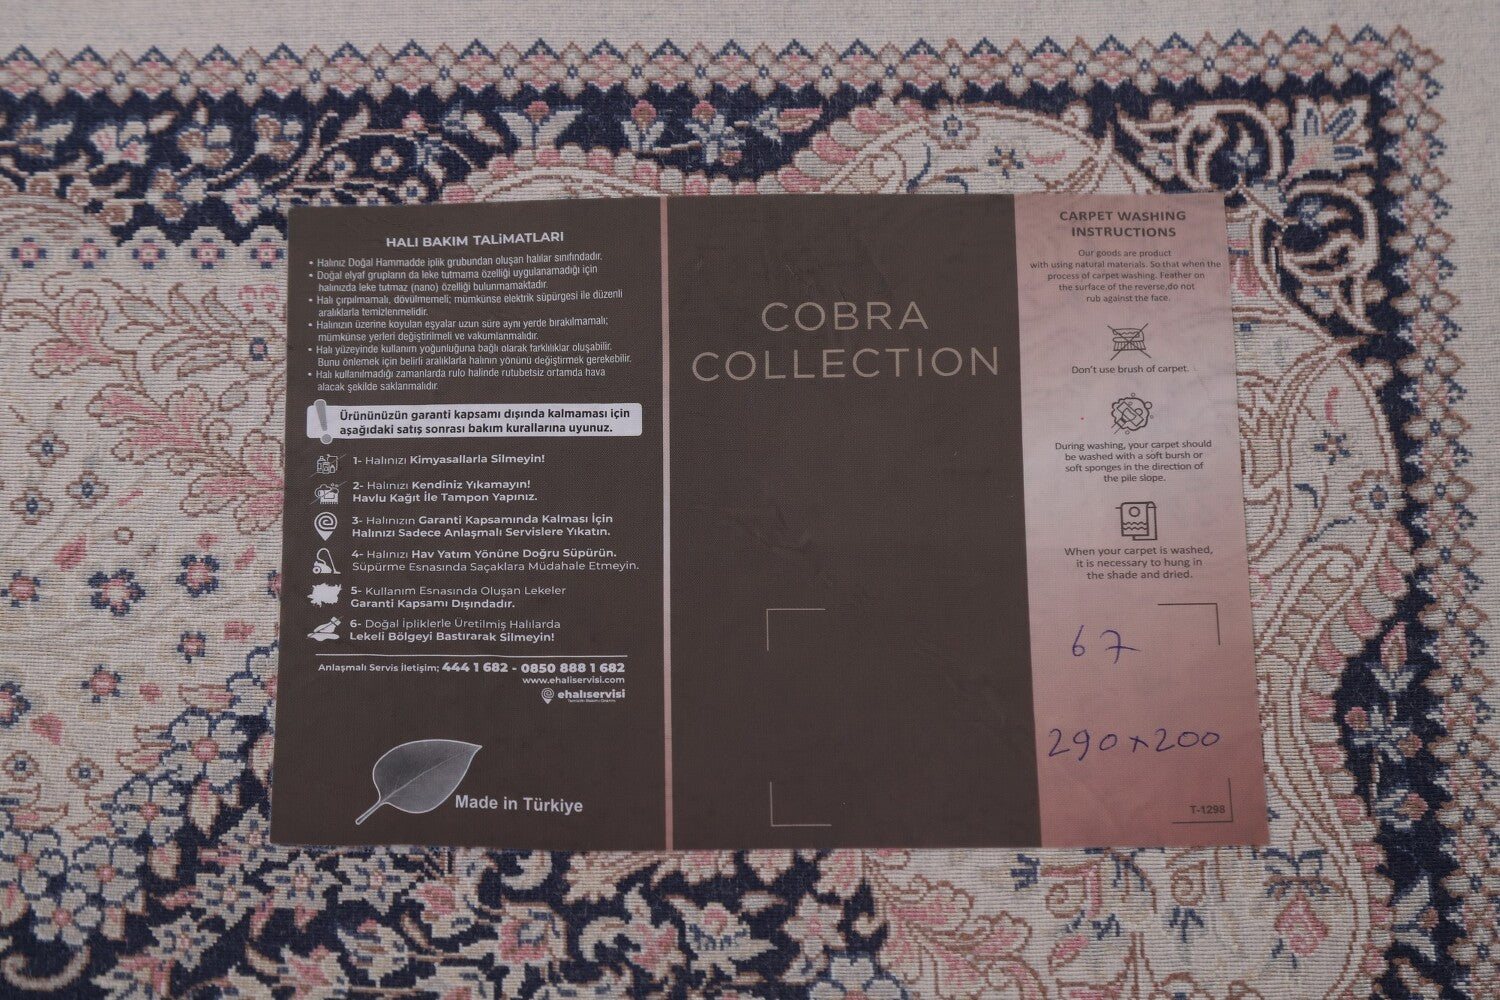 HALI BAKIM TALiMATLARI
• Halınız Doğal Hammadde iplik grubundan oluşan halılar sınıfındadır.
• Doğal elyaf grupların da leke tutmama özelliği uygulanamadığı için
halınızda leke tutmaz (nano) özelliği bulunmamaktadır.
• Halı çırpılmamalı, dövülmemeli; mümkünse elektrik süpürgesi ile düzenli
aralıklarla temizlenmelidir.
• Halınızın üzerine koyulan eşyalar uzun süre aynı yerde bırakılmamalı;
mümkünse yerleri değiştirilmeli ve vakumlanmalıdır.
• Halı yüzeyinde kullanım yoğunluğuna bağlı olarak farklılıklar oluşabilir.
Bunu önlemek için belirli aralıklarla halının yönünü değiştirmek gerekebilir.
• Halı kullanılmadığı zamanlarda rulo halinde rutubetsiz ortamda hava
alacak şekilde saklanmalıdır.
Ürününüzün garanti kapsamı dışında kalmaması için
aşağıdaki satış sonrası bakım kurallarına uyunuz.
1- Halınızı Kimyasallarla Silmeyin!
2- Halınızı Kendiniz Yıkamayın!
Havlu Kağıt İle Tampon Yapınız.
3- Halınızın Garanti Kapsamında Kalması İçin
Halınızı Sadece Anlaşmalı Servislere Yıkatın.
4- Halınızı Hav Yatım Yönüne Doğru Süpürün.
Süpürme Esnasında Saçaklara Müdahale Etmeyin.
5- Kullanım Esnasında Oluşan Lekeler
Garanti Kapsamı Dışındadır.
6- Doğal İpliklerle Üretilmiş Halılarda
Lekeli Bölgeyi Bastırarak Silmeyin!
Anlaşmalı Servis İletişim; 444 1 682 - 0850 888 1 682
www.ehaliservisi.com
ehalıservisi
Made in Türkiye
COBRA
COLLECTION
CARPET WASHING
INSTRUCTIONS
Our goods are product
with using natural materials. So that when the
process of carpet washing. Feather on
the surface of the reverse,do not
rub against the face.
Don't use brush of carpet.
During washing, your carpet should
be washed with a soft bursh or
soft sponges in the direction of
the pile slope.
When your carpet is washed,
it is necessary to hung in
the shade and dried.
67
290x200
T-1298